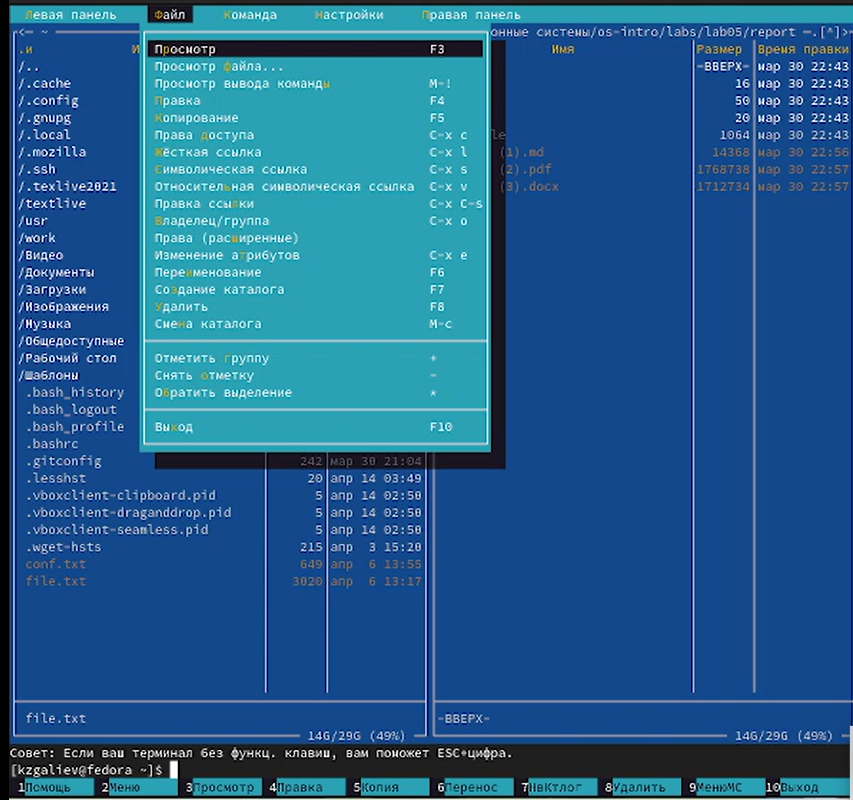 Левая панель Файл Команда Настройки Правая панель
<─ ~ онные системы/os-intro/labs/lab05/report ─.[^]>
.и И Имя Размер Время правки
/..
/.cache
/.config
/.gnupg
/.local
/.mozilla
/.ssh
/.texlive2021
/textlive
/usr
/work
/Видео
/Документы
/Загрузки
/Изображения
/Музыка
/Общедоступные
/Рабочий стол
/Шаблоны
.bash_history
.bash_logout
.bash_profile
.bashrc
.gitconfig 242 мар 30 21:04
.lesshst 20 апр 14 03:49
.vboxclient-clipboard.pid 5 апр 14 02:50
.vboxclient-draganddrop.pid 5 апр 14 02:50
.vboxclient-seamless.pid 5 апр 14 02:50
.wget-hsts 215 апр 3 15:20
conf.txt 649 апр 6 13:55
file.txt 3020 апр 6 13:17
Просмотр F3
Просмотр файла...
Просмотр вывода команды M-!
Правка F4
Копирование F5
Права доступа C-x c
Жёсткая ссылка C-x l
Символическая ссылка C-x s
Относительная символическая ссылка C-x v
Правка ссылки C-x C-s
Владелец/группа C-x o
Права (расширенные)
Изменение атрибутов C-x e
Переименование F6
Создание каталога F7
Удалить F8
Смена каталога M-c
Отметить группу +
Снять отметку -
Обратить выделение *
Выход F10
-ВВЕРХ- мар 30 22:43
16 мар 30 22:43
50 мар 30 22:43
20 мар 30 22:43
le 1064 мар 30 22:43
(1).md 14368 мар 30 22:56
(2).pdf 1768738 мар 30 22:57
(3).docx 1712734 мар 30 22:57
file.txt -ВВЕРХ-
14G/29G (49%) 14G/29G (49%)
Совет: Если ваш терминал без функц. клавиш, вам поможет ESC+цифра.
[kzgaliev@fedora ~]$
1Помощь 2Меню 3Просмотр 4Правка 5Копия 6Перенос 7НвКтлог 8Удалить 9МенюМС 10Выход